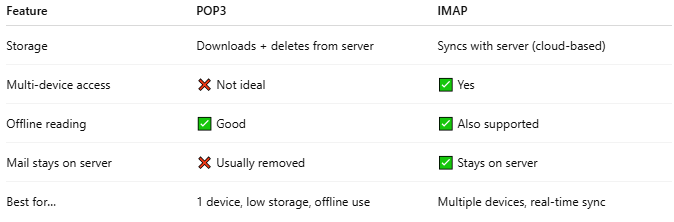 Feature POP3 IMAP
Storage Downloads + deletes from server Syncs with server (cloud-based)
Multi-device access ❌ Not ideal ✅ Yes
Offline reading ✅ Good ✅ Also supported
Mail stays on server ❌ Usually removed ✅ Stays on server
Best for... 1 device, low storage, offline use Multiple devices, real-time sync